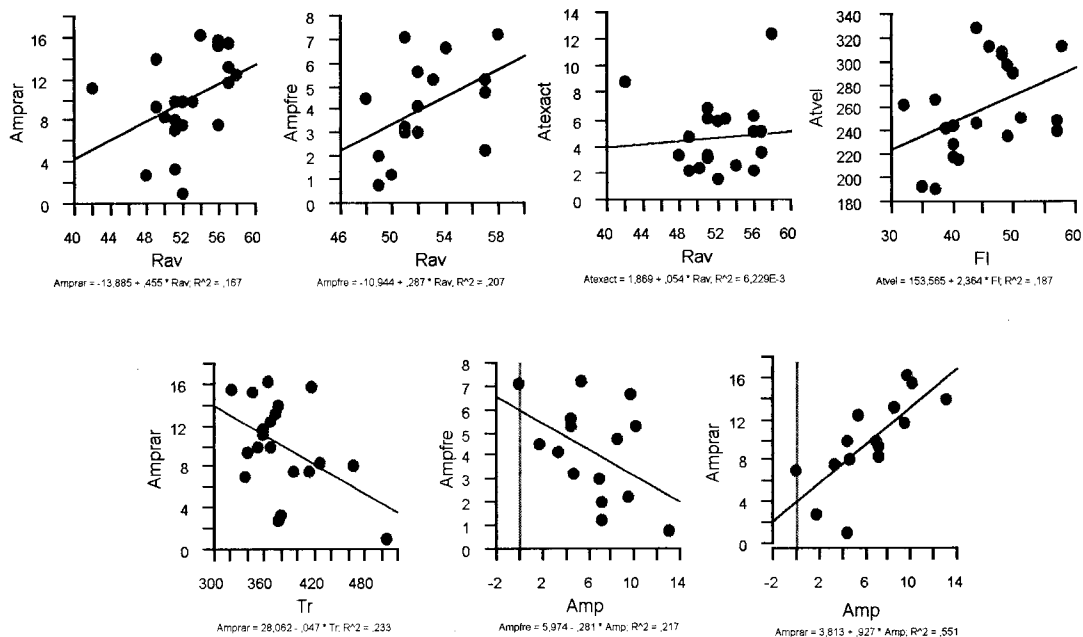 Amprar
16
12
8
4
0
40 44 48 52 56 60
Rav
Amprar = -13,885 + ,455 * Rav; R^2 = ,167
Ampfre
8
7
6
5
4
3
2
1
0
46 50 54 58
Rav
Ampfre = -10,944 + ,287 * Rav; R^2 = ,207
Atexact
14
12
10
8
6
4
2
0
40 44 48 52 56 60
Rav
Atexact = 1,869 + ,054 * Rav; R^2 = 6,229E-3
Atvel
340
320
300
280
260
240
220
200
180
30 40 50 60
Fl
Atvel = 153,565 + 2,364 * Fl; R^2 = ,187
Amprar
16
12
8
4
0
300 360 420 480
Tr
Amprar = 28,062 - ,047 * Tr; R^2 = ,233
Ampfre
8
7
6
5
4
3
2
1
0
-2 2 6 10 14
Amp
Ampfre = 5,974 - ,281 * Amp; R^2 = ,217
Amprar
16
12
8
4
0
-2 2 6 10 14
Amp
Amprar = 3,813 + ,927 * Amp; R^2 = ,551